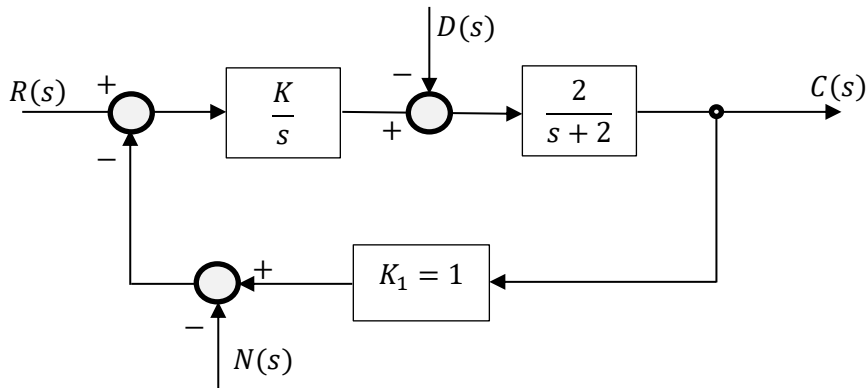 D(s)
R(s)
+
K
s
−
+
2
s + 2
C(s)
−
+
K₁ = 1
−
N(s)